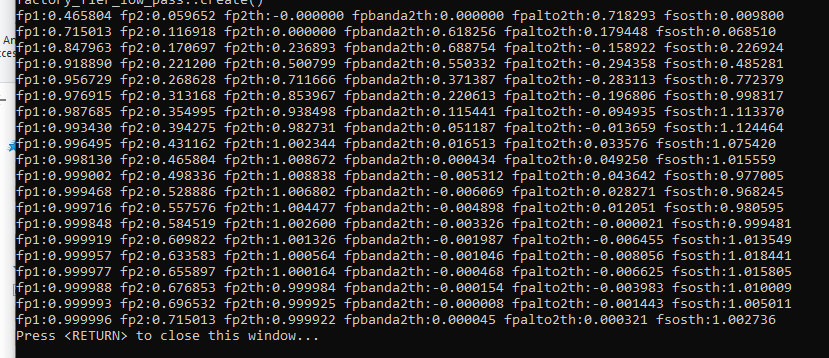 factory_fier_low_pass::create()
fp1:0.465804 fp2:0.059652 fp2th:-0.000000 fpbanda2th:0.000000 fpalto2th:0.718293 fsosth:0.009800
fp1:0.715013 fp2:0.116918 fp2th:0.000000 fpbanda2th:0.618256 fpalto2th:0.179448 fsosth:0.068510
fp1:0.847963 fp2:0.170697 fp2th:0.236893 fpbanda2th:0.688754 fpalto2th:-0.158922 fsosth:0.226924
fp1:0.918890 fp2:0.221200 fp2th:0.500799 fpbanda2th:0.550332 fpalto2th:-0.294358 fsosth:0.485281
fp1:0.956729 fp2:0.268628 fp2th:0.711666 fpbanda2th:0.371387 fpalto2th:-0.283113 fsosth:0.772379
fp1:0.976915 fp2:0.313168 fp2th:0.853967 fpbanda2th:0.220613 fpalto2th:-0.196806 fsosth:0.998317
fp1:0.987685 fp2:0.354995 fp2th:0.938498 fpbanda2th:0.115441 fpalto2th:-0.094935 fsosth:1.113370
fp1:0.993430 fp2:0.394275 fp2th:0.982731 fpbanda2th:0.051187 fpalto2th:-0.013659 fsosth:1.124464
fp1:0.996495 fp2:0.431162 fp2th:1.002344 fpbanda2th:0.016513 fpalto2th:0.033576 fsosth:1.075420
fp1:0.998130 fp2:0.465804 fp2th:1.008672 fpbanda2th:0.000434 fpalto2th:0.049250 fsosth:1.015559
fp1:0.999002 fp2:0.498336 fp2th:1.008838 fpbanda2th:-0.005312 fpalto2th:0.043642 fsosth:0.977005
fp1:0.999468 fp2:0.528886 fp2th:1.006802 fpbanda2th:-0.006069 fpalto2th:0.028271 fsosth:0.968245
fp1:0.999716 fp2:0.557576 fp2th:1.004477 fpbanda2th:-0.004898 fpalto2th:0.012051 fsosth:0.980595
fp1:0.999848 fp2:0.584519 fp2th:1.002600 fpbanda2th:-0.003326 fpalto2th:-0.000021 fsosth:0.999481
fp1:0.999919 fp2:0.609822 fp2th:1.001326 fpbanda2th:-0.001987 fpalto2th:-0.006455 fsosth:1.013549
fp1:0.999957 fp2:0.633583 fp2th:1.000564 fpbanda2th:-0.001046 fpalto2th:-0.008056 fsosth:1.018441
fp1:0.999977 fp2:0.655897 fp2th:1.000164 fpbanda2th:-0.000468 fpalto2th:-0.006625 fsosth:1.015805
fp1:0.999988 fp2:0.676853 fp2th:0.999984 fpbanda2th:-0.000154 fpalto2th:-0.003983 fsosth:1.010009
fp1:0.999993 fp2:0.696532 fp2th:0.999925 fpbanda2th:-0.000008 fpalto2th:-0.001443 fsosth:1.005011
fp1:0.999996 fp2:0.715013 fp2th:0.999922 fpbanda2th:0.000045 fpalto2th:0.000321 fsosth:1.002736
Press <RETURN> to close this window...
An
cces